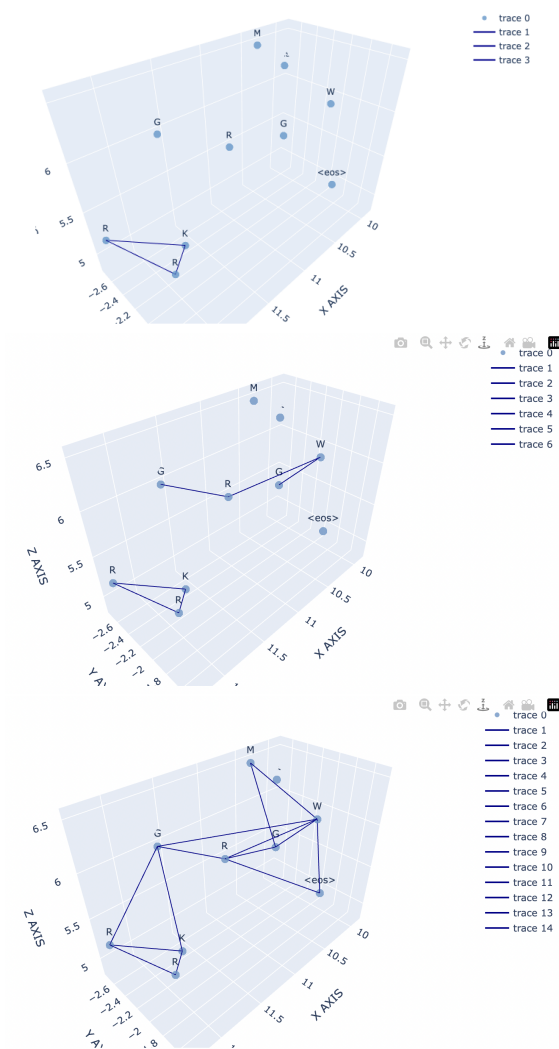 trace 0
trace 1
trace 2
trace 3
M
W
G
R
G
<eos>
R
K
R
6
5.5
5
−2.6
−2.4
−2.2
10
10.5
11
11.5
X AXIS
trace 0
trace 1
trace 2
trace 3
trace 4
trace 5
trace 6
M
W
G
R
G
<eos>
R
K
R
6.5
6
5.5
5
Z AXIS
−2.6
−2.4
−2.2
−2
10
10.5
11
11.5
X AXIS
trace 0
trace 1
trace 2
trace 3
trace 4
trace 5
trace 6
trace 7
trace 8
trace 9
trace 10
trace 11
trace 12
trace 13
trace 14
M
W
G
R
G
<eos>
R
K
R
6.5
6
5.5
5
Z AXIS
−2.6
−2.4
−2.2
−2
10
10.5
11
11.5
X AXIS